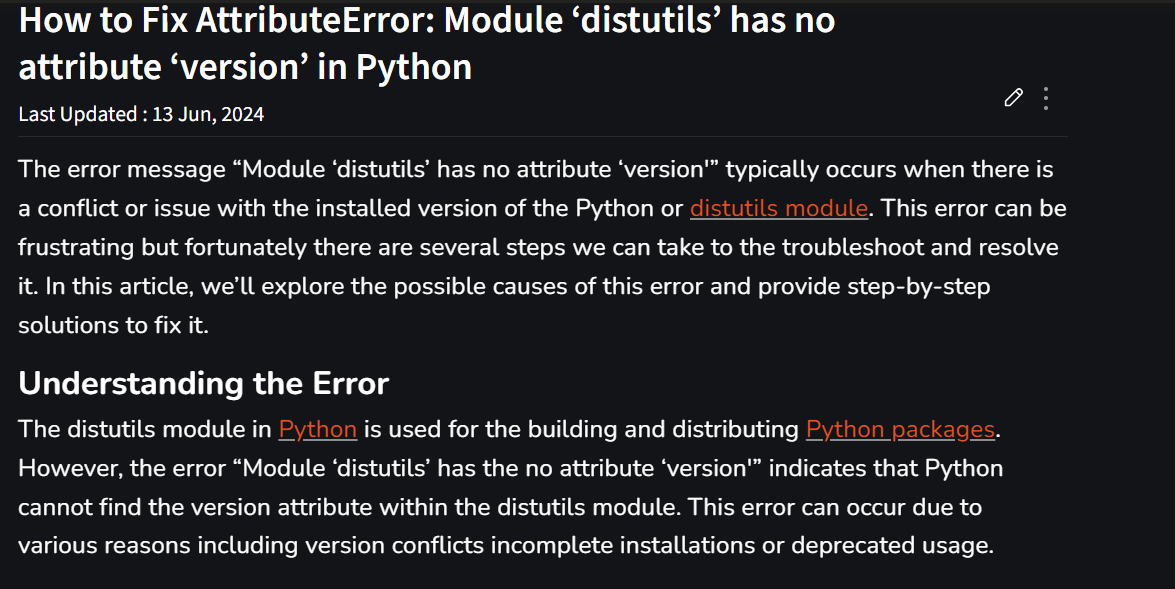 How to Fix AttributeError: Module ‘distutils’ has no
attribute ‘version’ in Python
Last Updated : 13 Jun, 2024
The error message “Module ‘distutils’ has no attribute ‘version'” typically occurs when there is
a conflict or issue with the installed version of the Python or distutils module. This error can be
frustrating but fortunately there are several steps we can take to the troubleshoot and resolve
it. In this article, we’ll explore the possible causes of this error and provide step-by-step
solutions to fix it.
Understanding the Error
The distutils module in Python is used for the building and distributing Python packages.
However, the error “Module ‘distutils’ has the no attribute ‘version'” indicates that Python
cannot find the version attribute within the distutils module. This error can occur due to
various reasons including version conflicts incomplete installations or deprecated usage.